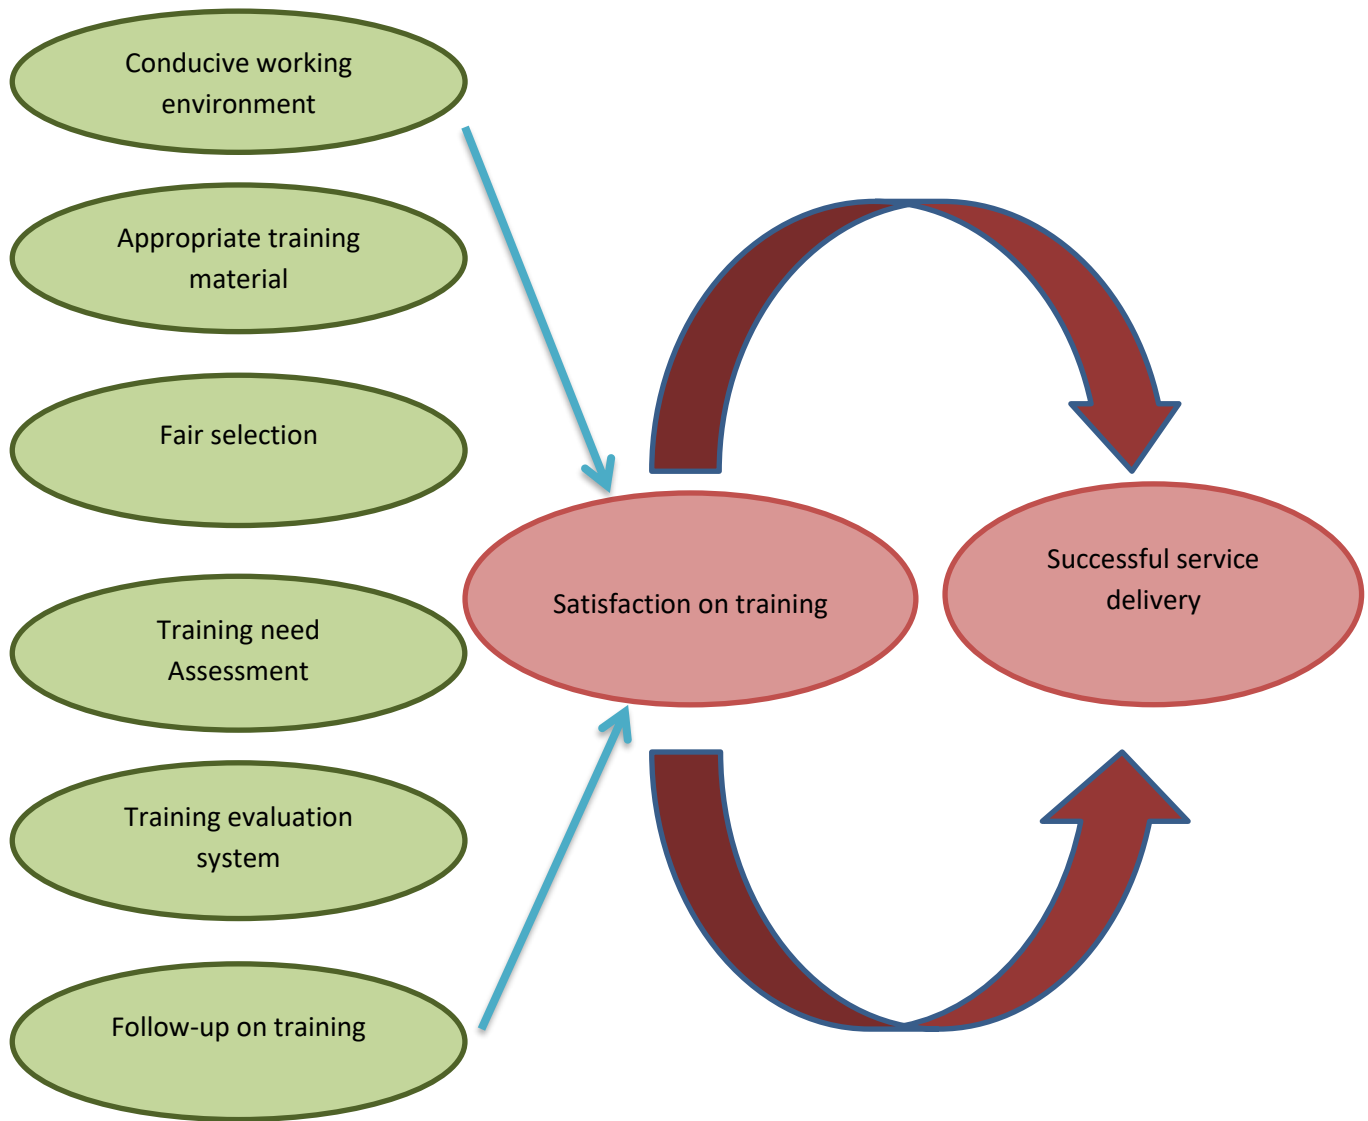 Conducive working
environment
Appropriate training
material
Fair selection
Training need
Assessment
Training evaluation
system
Follow-up on training
Satisfaction on training
Successful service
delivery